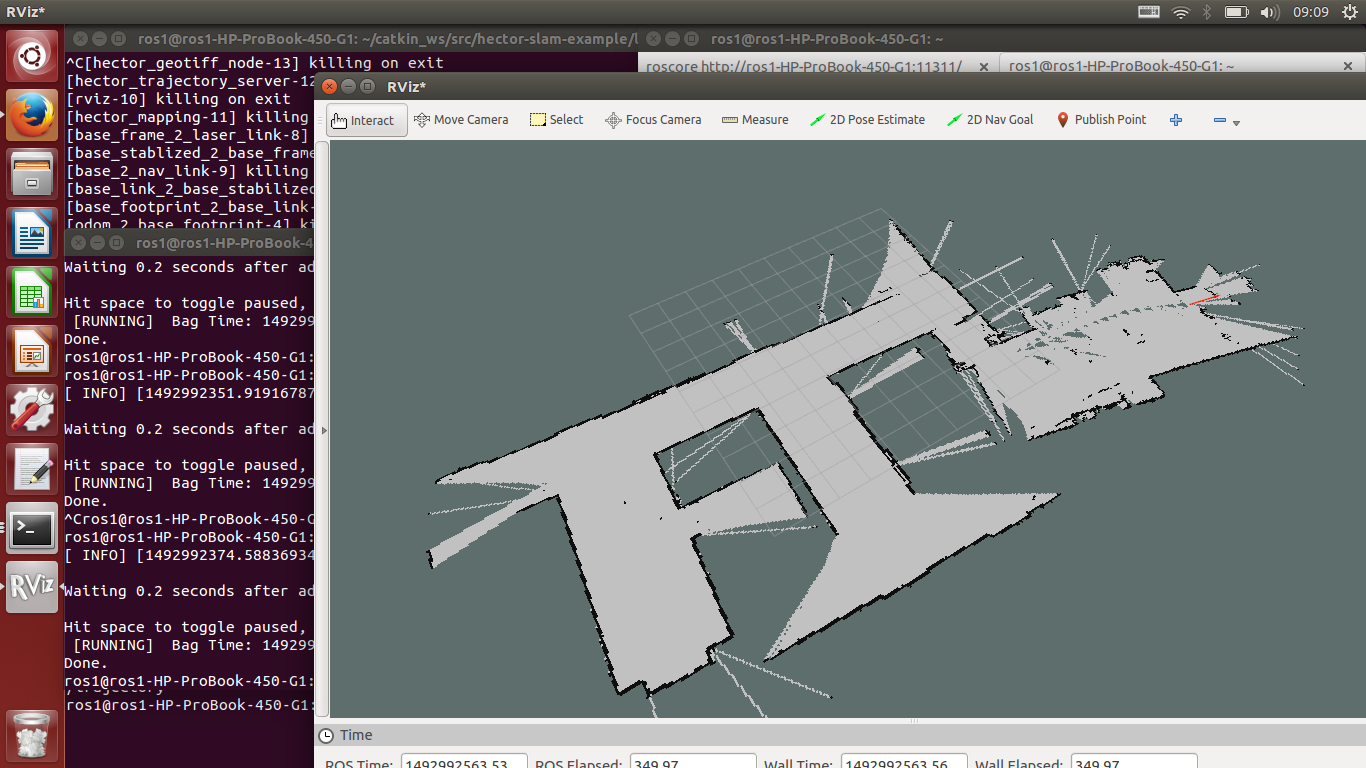 RViz*
09:09
ros1@ros1-HP-ProBook-450-G1: ~/catkin_ws/src/hector-slam-example/l
ros1@ros1-HP-ProBook-450-G1: ~
^C[hector_geotiff_node-13] killing on exit
[hector_trajectory_server-12
[rviz-10] killing on exit
[hector_mapping-11] killing
[base_frame_2_laser_link-8]
[base_stablized_2_base_frame
[base_2_nav_link-9] killing
[base_link_2_base_stabilized
[base_footprint_2_base_link-
[odom_2_base_footprint-4] ki
roscore http://ros1-HP-ProBook-450-G1:11311/
ros1@ros1-HP-ProBook-450-G1: ~
RViz*
Interact Move Camera Select Focus Camera Measure 2D Pose Estimate 2D Nav Goal Publish Point
ros1@ros1-HP-ProBook-4
Waiting 0.2 seconds after ad
Hit space to toggle paused,
[RUNNING] Bag Time: 149299
Done.
ros1@ros1-HP-ProBook-450-G1:
ros1@ros1-HP-ProBook-450-G1:
[ INFO] [1492992351.91916787
Waiting 0.2 seconds after ad
Hit space to toggle paused,
[RUNNING] Bag Time: 149299
Done.
^Cros1@ros1-HP-ProBook-450-G
ros1@ros1-HP-ProBook-450-G1:
[ INFO] [1492992374.58836934
Waiting 0.2 seconds after ad
Hit space to toggle paused,
[RUNNING] Bag Time: 149299
Done.
ros1@ros1-HP-ProBook-450-G1:
/trajectory
ros1@ros1-HP-ProBook-450-G1:
RViz
Time
ROS Time: 1492992563.53 ROS Elapsed: 349.97 Wall Time: 1492992563.56 Wall Elapsed: 349.97